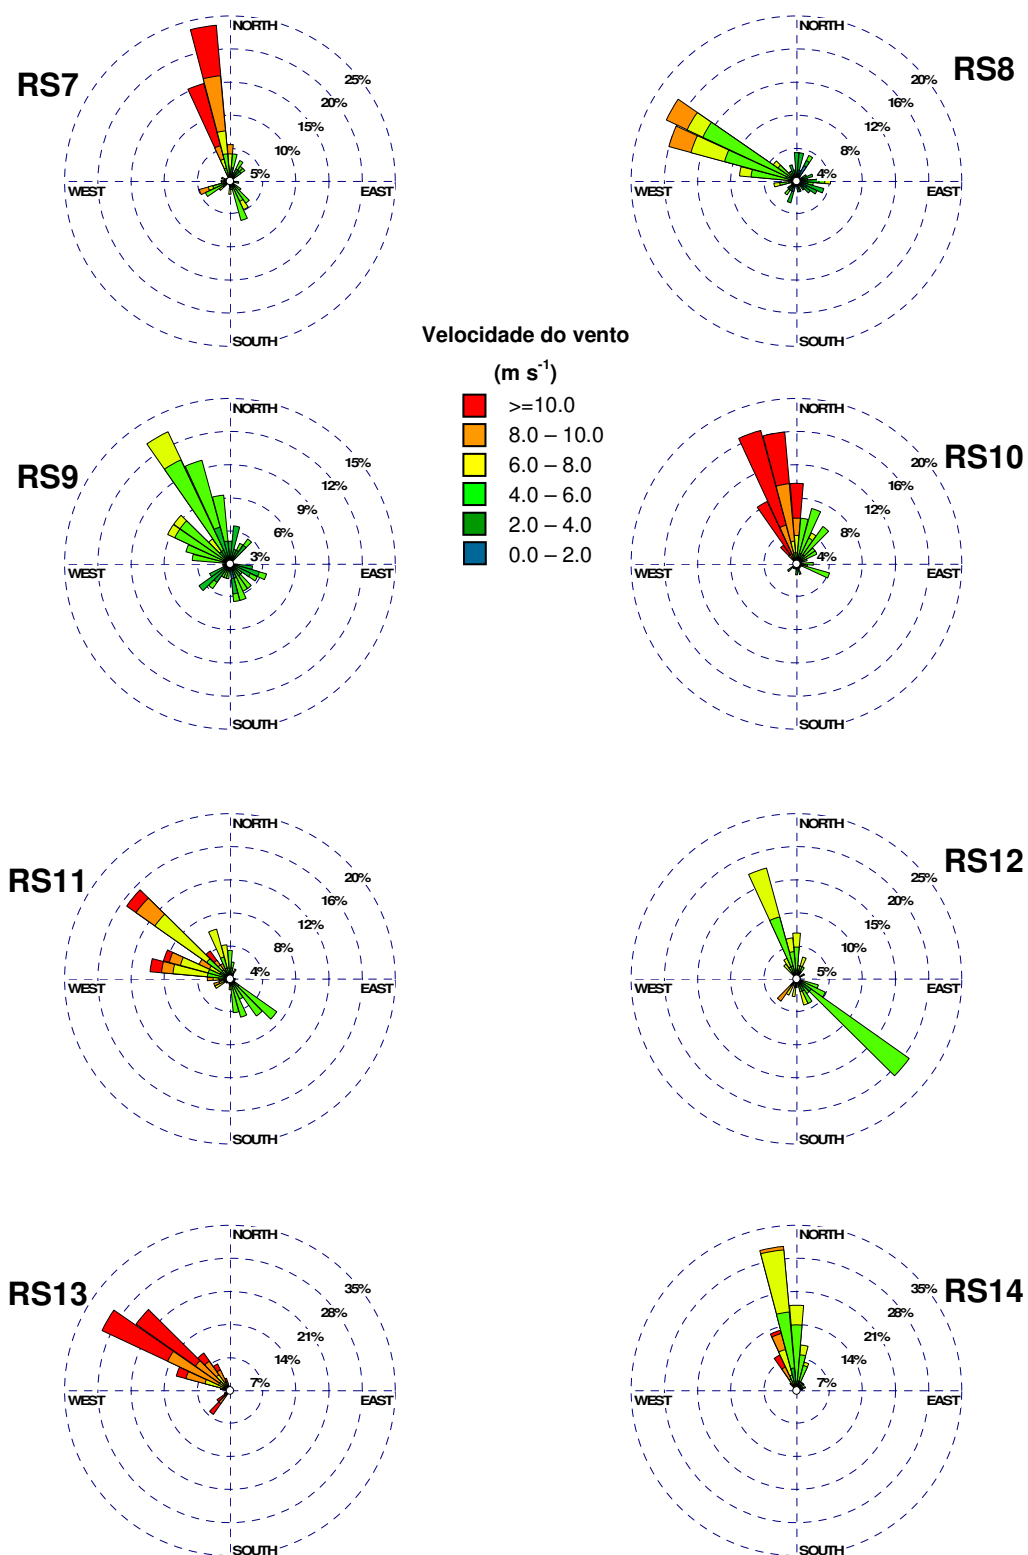 RS7
NORTH
25%
20%
15%
10%
5%
WEST
EAST
SOUTH
RS8
NORTH
20%
16%
12%
8%
4%
WEST
EAST
SOUTH
Velocidade do vento
(m s-1)
>=10.0
8.0 – 10.0
6.0 – 8.0
4.0 – 6.0
2.0 – 4.0
0.0 – 2.0
RS9
NORTH
15%
12%
9%
6%
3%
WEST
EAST
SOUTH
RS10
NORTH
20%
16%
12%
8%
4%
WEST
EAST
SOUTH
RS11
NORTH
20%
16%
12%
8%
4%
WEST
EAST
SOUTH
RS12
NORTH
25%
20%
15%
10%
5%
WEST
EAST
SOUTH
RS13
NORTH
35%
28%
21%
14%
7%
WEST
EAST
SOUTH
RS14
NORTH
35%
28%
21%
14%
7%
WEST
EAST
SOUTH